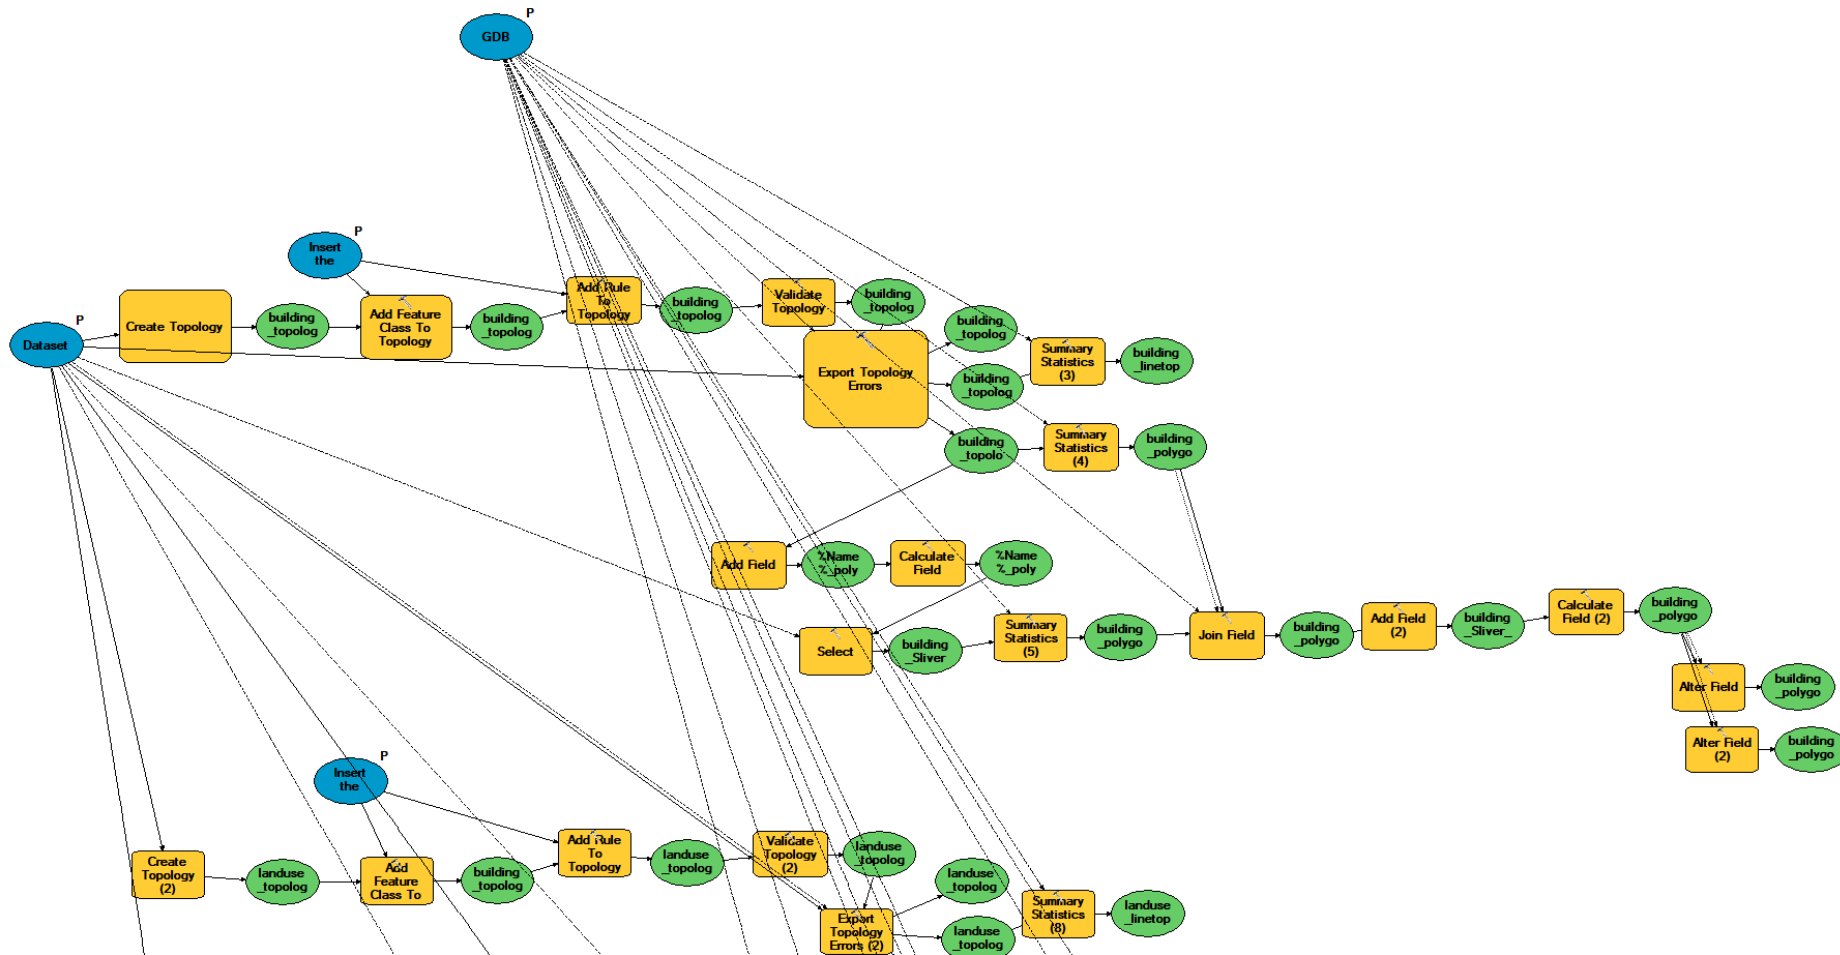 P
GDB
P
Insert
the
P
Dataset
Create Topology
building
_topolog
Add Feature
Class To
Topology
building
_topolog
Add Rule
To
Topology
building
_topolog
Validate
Topology
building
_topolog
Export Topology
Errors
building
_topolog
building
_topolog
building
_topolo
Summary
Statistics
(3)
building
_linetop
Summary
Statistics
(4)
building
_polygo
Add Field
%Name
%_poly
Calculate
Field
%Name
%_poly
Select
building
_Sliver
Summary
Statistics
(5)
building
_polygo
Join Field
building
_polygo
Add Field
(2)
building
_Sliver_
Calculate
Field (2)
building
_polygo
Alter Field
building
_polygo
Alter Field
(2)
building
_polygo
P
Insert
the
Create
Topology
(2)
landuse
_topolog
Add
Feature
Class To
building
_topolog
Add Rule
To
Topology
landuse
_topolog
Validate
Topology
(2)
landuse
_topolog
Export
Topology
Errors (2)
landuse
_topolog
landuse
_topolog
Summary
Statistics
(8)
landuse
_linetop